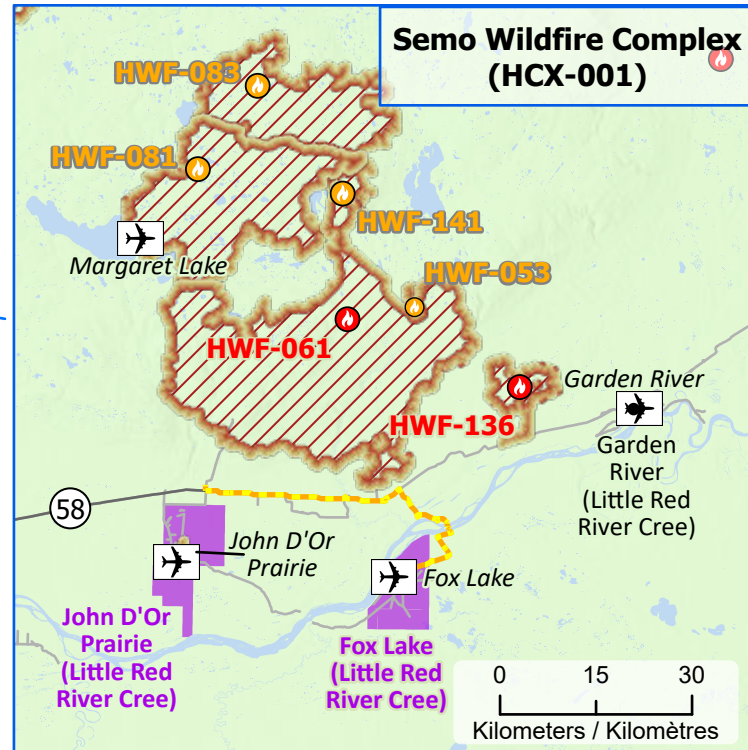 Semo Wildfire Complex
(HCX-001)
HWF-083
HWF-081
HWF-141
Margaret Lake
HWF-053
HWF-061
Garden River
HWF-136
Garden
River
(Little Red
River Cree)
58
John D'Or
Prairie
Fox Lake
John D'Or
Prairie
(Little Red
River Cree)
Fox Lake
(Little Red
River Cree)
0 15 30
Kilometers / Kilomètres